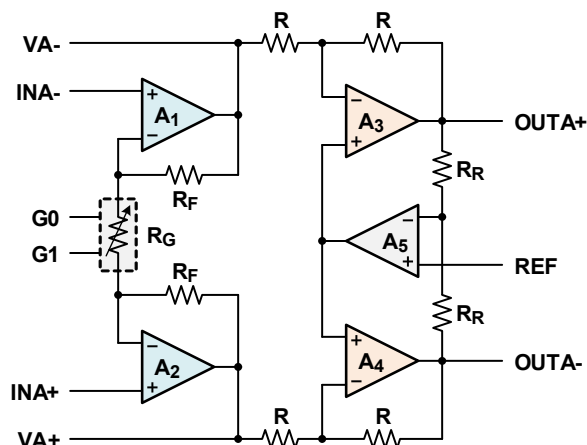 R R
VA-
INA-
+ -
A1 A3
- +
OUTA+
RF RR
G0
RG
-
A5
G1
+
REF
RF RR
- +
A2 A4
+ -
OUTA-
INA+
R R
VA+